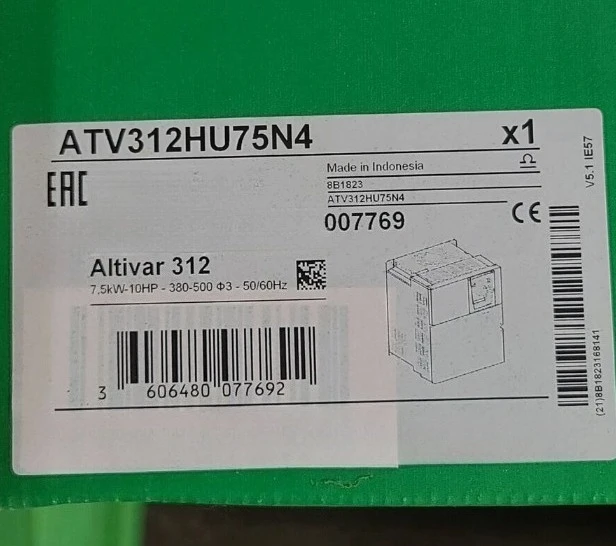 ATV312HU75N4
x1
EAC
Made in Indonesia
8B1823
ATV312HU75N4
007769
CE
V5.1 IE57
Altivar 312
7,5kW-10HP - 380-500 Φ3 - 50/60Hz
3 606480 077692
(21)8B1823168141